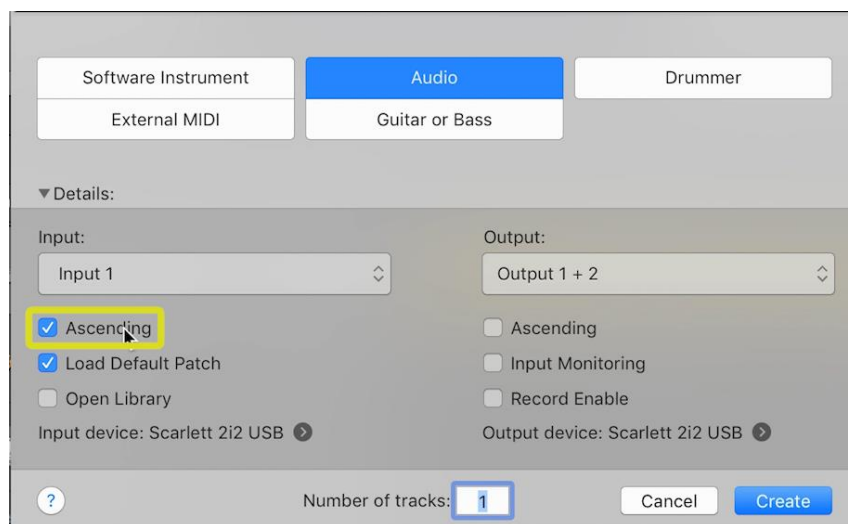 Software Instrument
Audio
Drummer
External MIDI
Guitar or Bass
Details:
Input:
Output:
Input 1
Output 1 + 2
Ascending
Ascending
Load Default Patch
Input Monitoring
Open Library
Record Enable
Input device: Scarlett 2i2 USB
Output device: Scarlett 2i2 USB
?
Number of tracks: 1
Cancel
Create